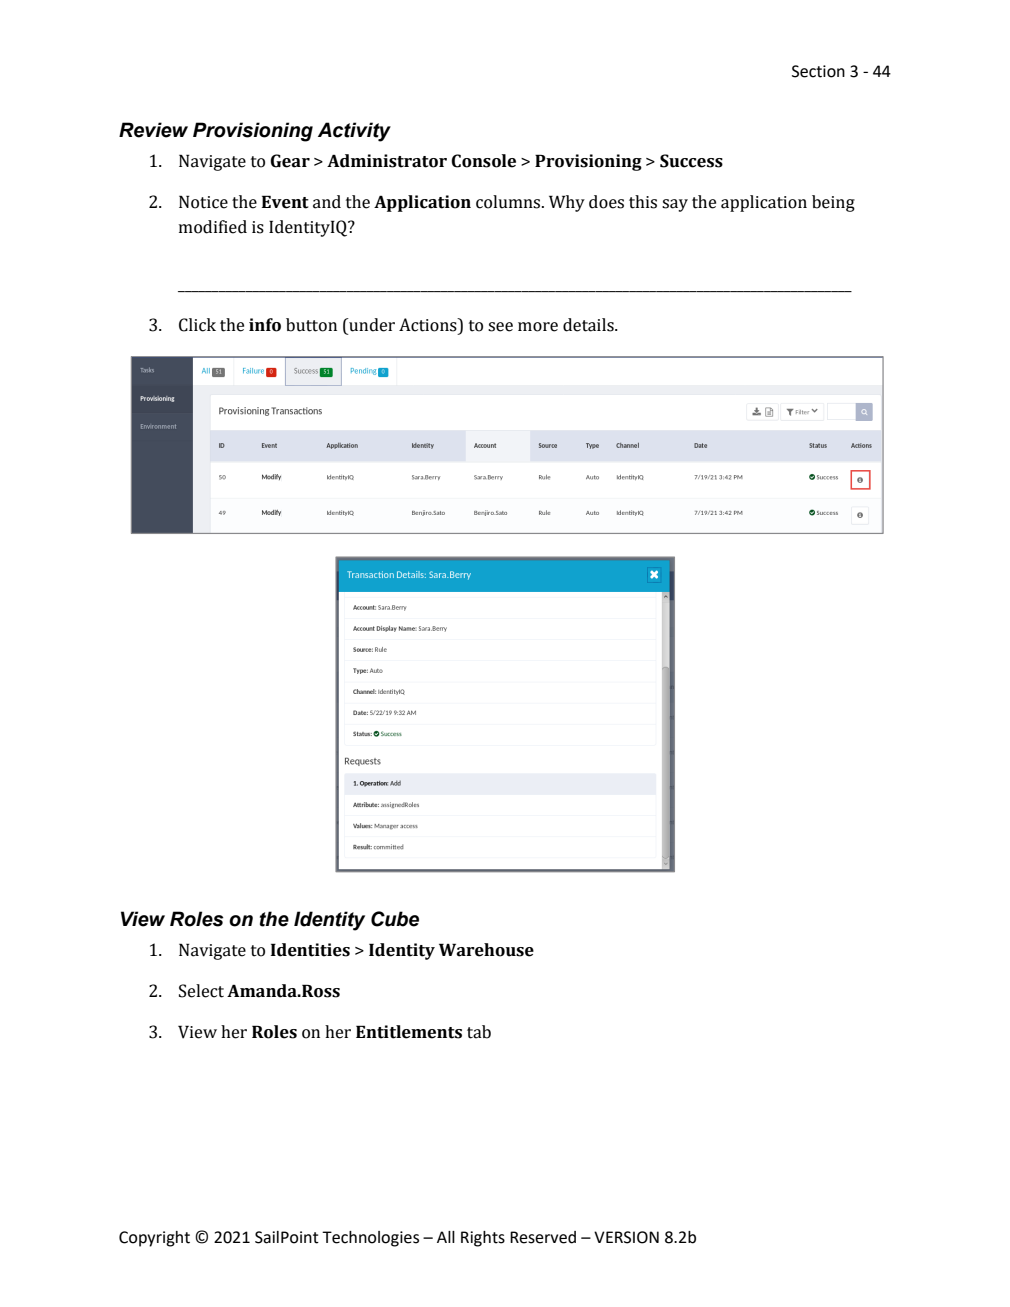 Section 3 - 44
Review Provisioning Activity
1. Navigate to Gear > Administrator Console > Provisioning > Success
2. Notice the Event and the Application columns. Why does this say the application being
modified is IdentityIQ?
3. Click the info button (under Actions) to see more details.
Tasks
All 51 Failure 0 Success 51 Pending 0
Provisioning
Provisioning Transactions
Filter
Environment
ID Event Application Identity Account Source Type Channel Date Status Actions
50 Modify IdentityIQ Sara.Berry Sara.Berry Rule Auto IdentityIQ 7/19/21 3:42 PM Success
49 Modify IdentityIQ Benjiro.Sato Benjiro.Sato Rule Auto IdentityIQ 7/19/21 3:42 PM Success
Transaction Details: Sara.Berry
Account: Sara.Berry
Account Display Name: Sara.Berry
Source: Rule
Type: Auto
Channel: IdentityIQ
Date: 5/22/19 9:32 AM
Status: Success
Requests
1. Operation: Add
Attribute: assignedRoles
Values: Manager access
Result: committed
View Roles on the Identity Cube
1. Navigate to Identities > Identity Warehouse
2. Select Amanda.Ross
3. View her Roles on her Entitlements tab
Copyright © 2021 SailPoint Technologies – All Rights Reserved – VERSION 8.2b